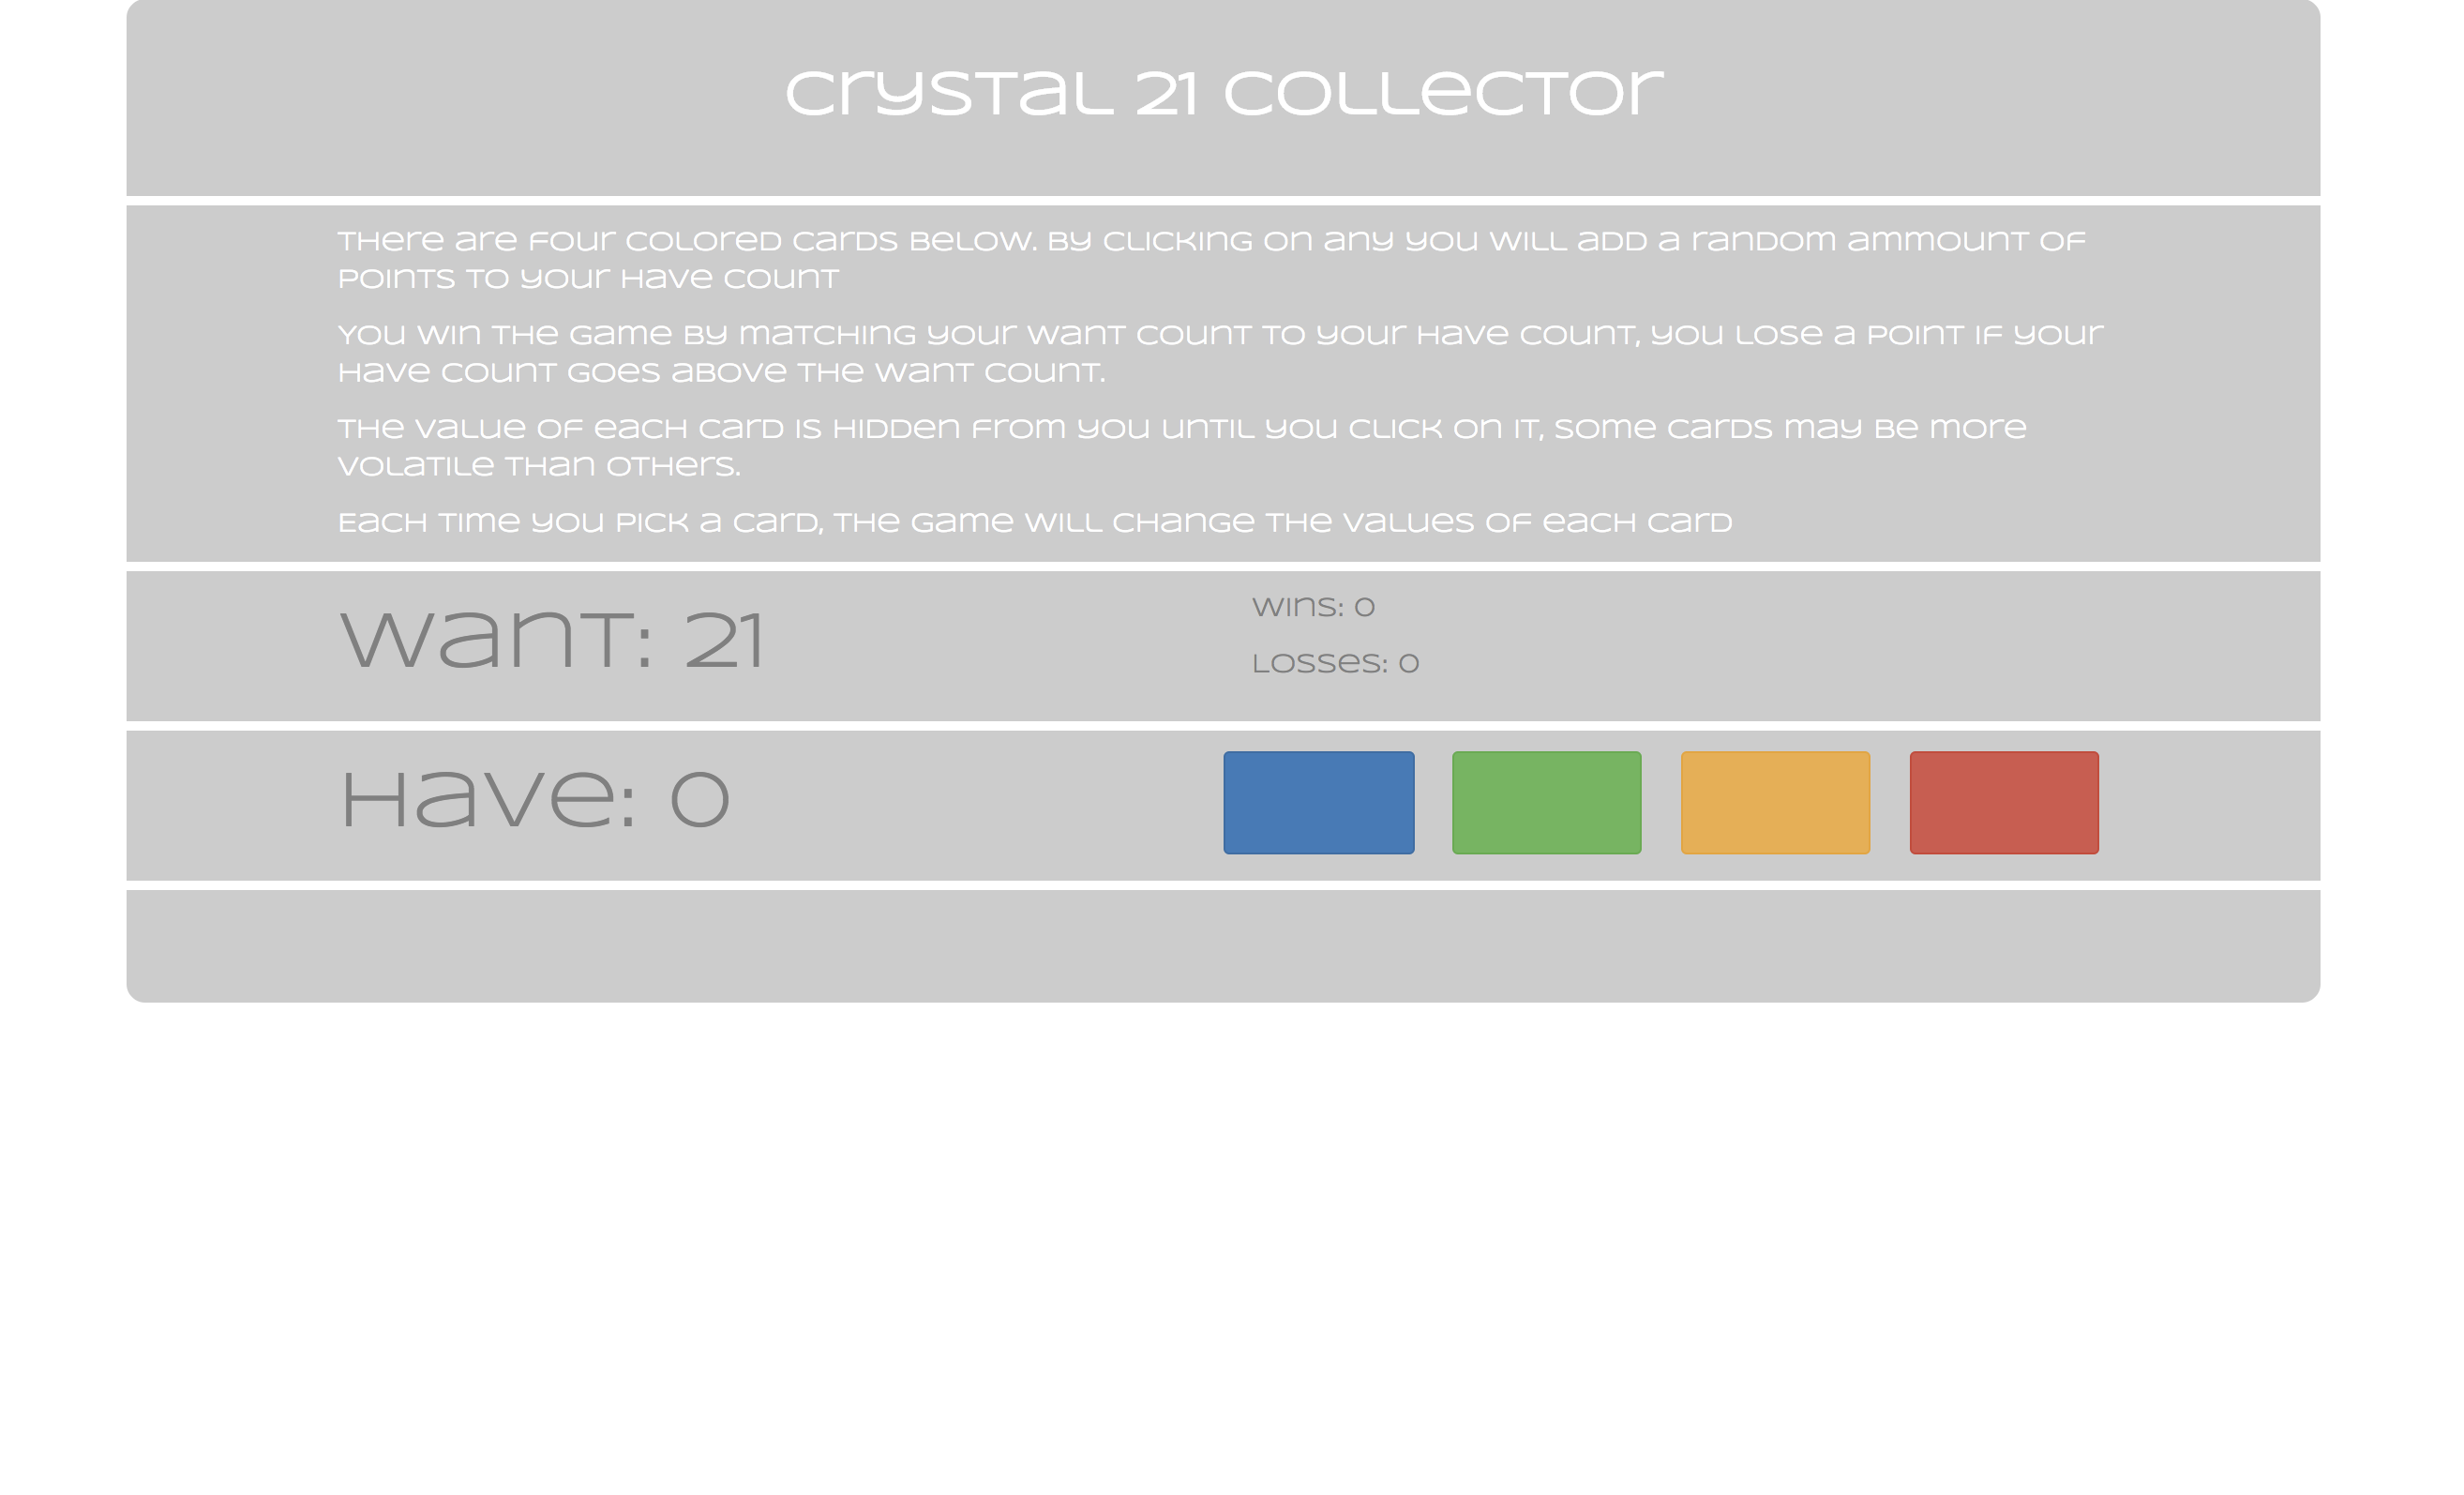 Crystal 21 Collector
There are four colored cards below. By clicking on any you will add a random ammount of
points to your have count
You win the game by matching your want count to your have count, you lose a point if your
have count goes above the want count.
The value of each card is hidden from you until you click on it, some cards may be more
volatile than others.
Each time you pick a card, the game will change the values of each card
Want: 21
Wins: 0
Losses: 0
Have: 0